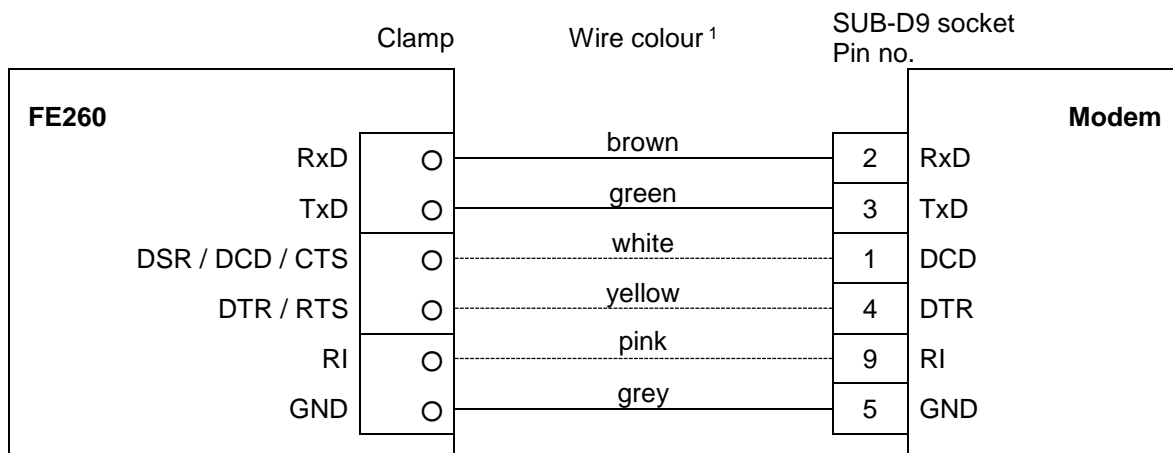 Clamp Wire colour ¹ SUB-D9 socket
Pin no.
FE260 Modem
brown
RxD 2 RxD
green
TxD 3 TxD
white
DSR / DCD / CTS 1 DCD
yellow
DTR / RTS 4 DTR
pink
RI 9 RI
grey
GND 5 GND